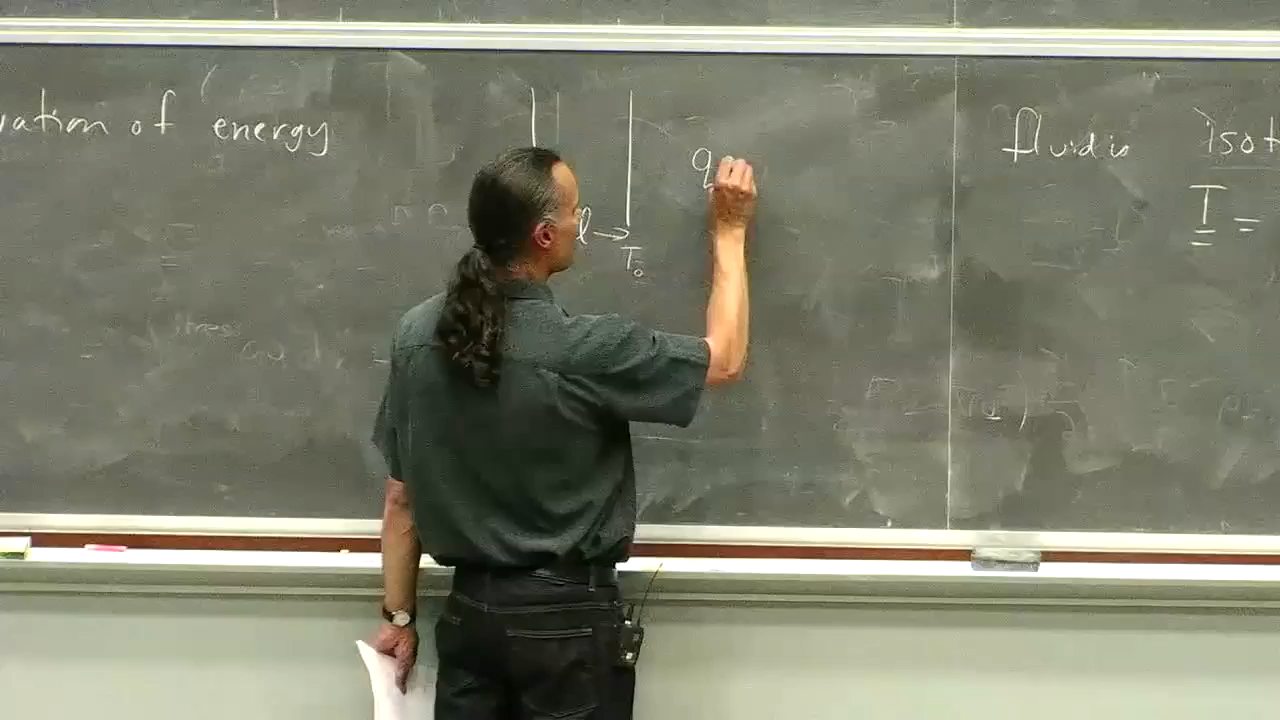 vation of energy
l → T₀
q
fluid is isot
I =